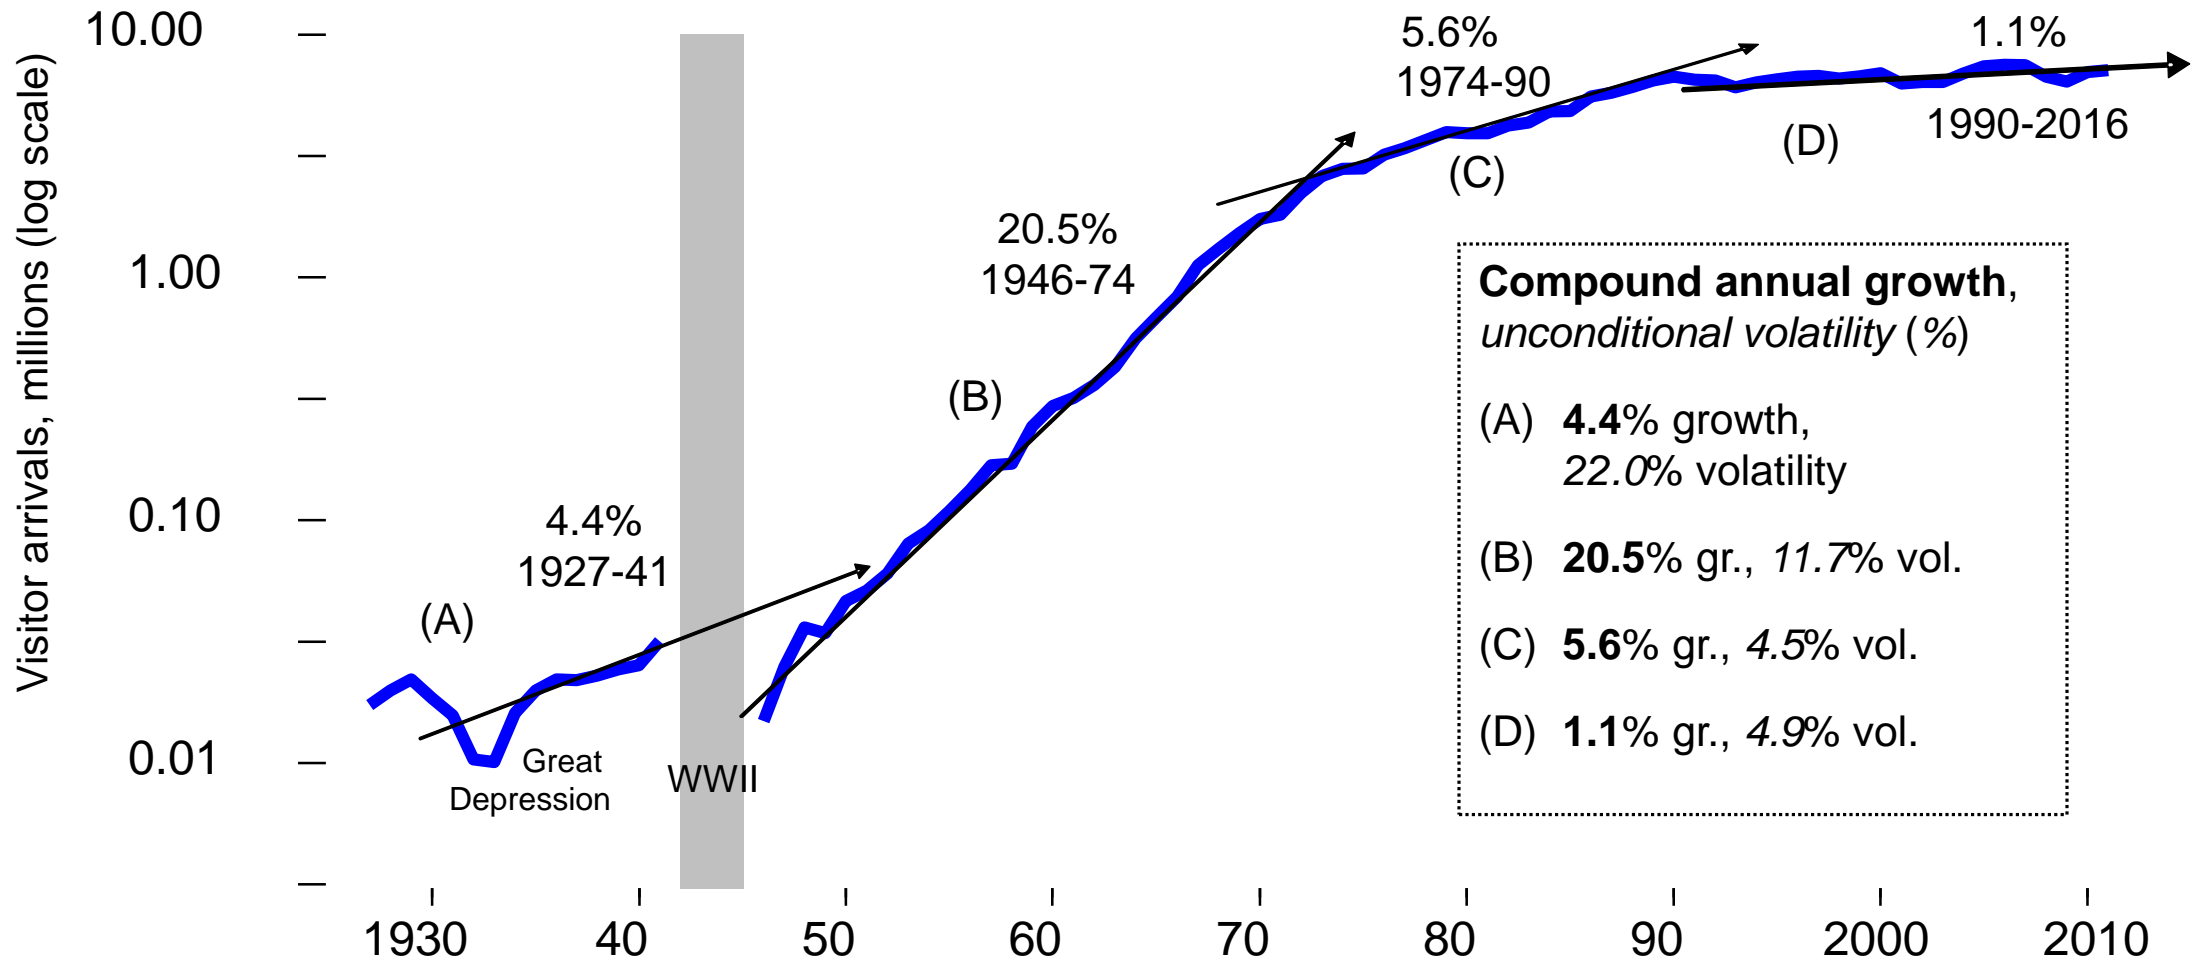 Visitor arrivals, millions (log scale)
10.00
1.00
0.10
0.01
4.4%
1927-41
(A)
Great
Depression
WWII
20.5%
1946-74
(B)
5.6%
1974-90
(C)
1.1%
1990-2016
(D)
Compound annual growth,
unconditional volatility (%)
(A) 4.4% growth,
22.0% volatility
(B) 20.5% gr., 11.7% vol.
(C) 5.6% gr., 4.5% vol.
(D) 1.1% gr., 4.9% vol.
1930 40 50 60 70 80 90 2000 2010